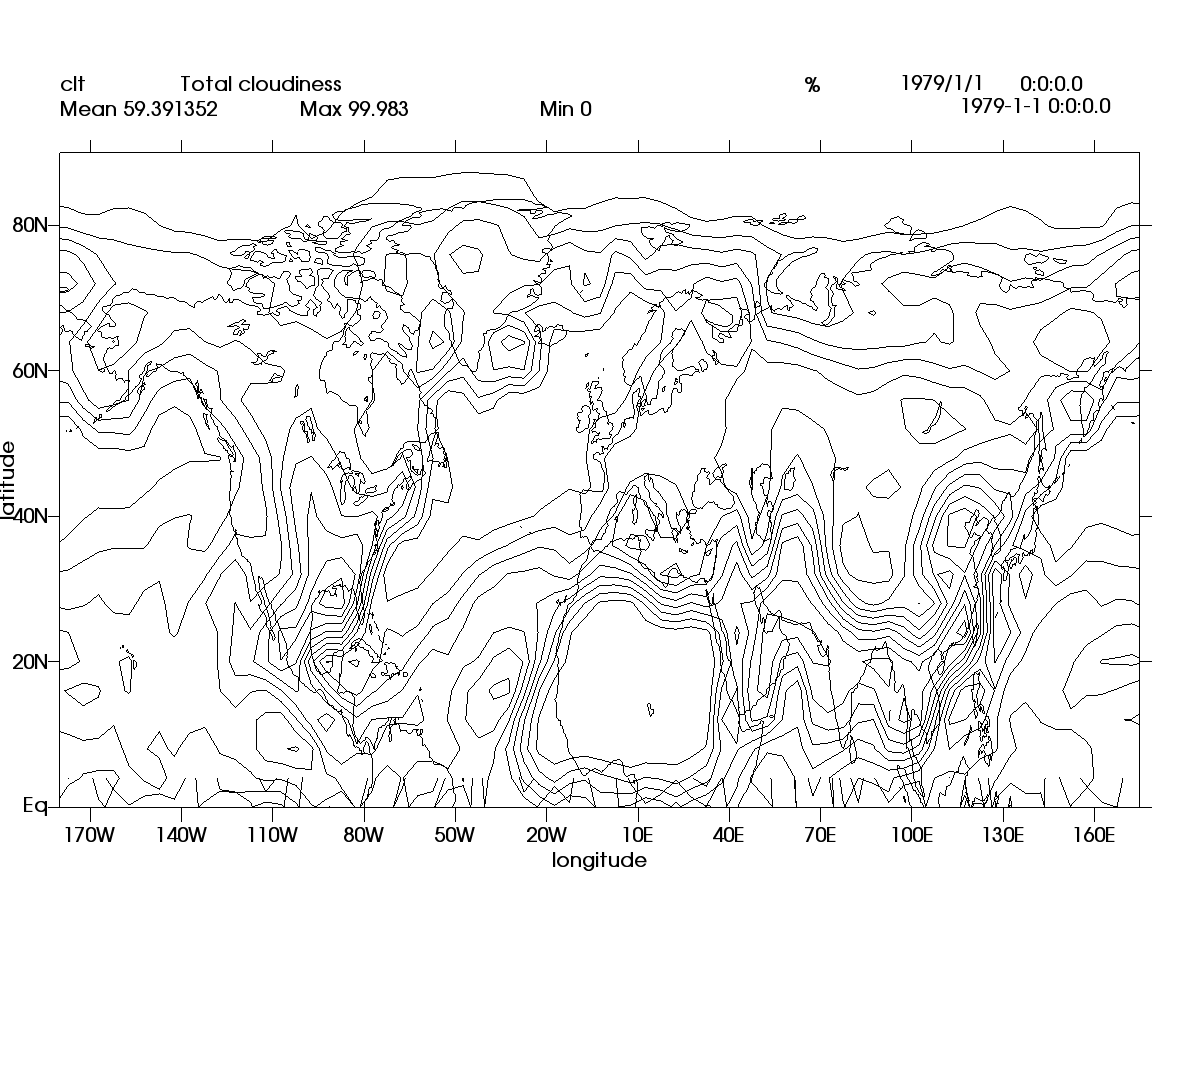 clt Total cloudiness % 1979/1/1 0:0:0.0
Mean 59.391352 Max 99.983 Min 0 1979-1-1 0:0:0.0
80N
60N
latitude
40N
20N
Eq
170W 140W 110W 80W 50W 20W 10E 40E 70E 100E 130E 160E
longitude